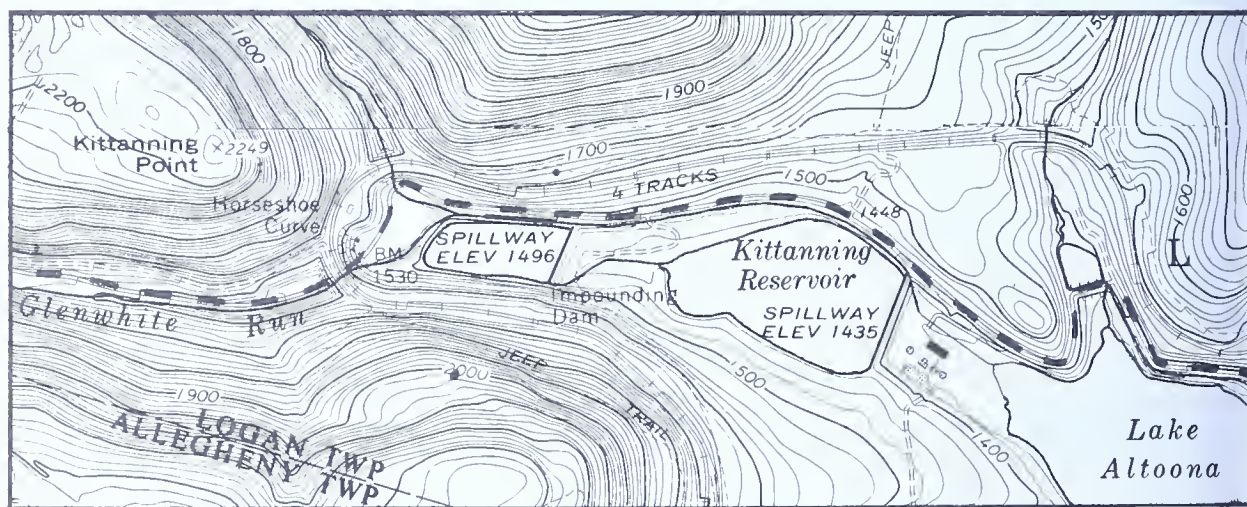 1800
1900
JEEP
2200
Kittanning
Point
×2249
1700
4 TRACKS
1500
1448
1600
L
Horseshoe
Curve
BM
1530
SPILLWAY
ELEV 1496
Kittanning
Reservoir
SPILLWAY
ELEV 1435
Impounding
Dam
Glenwhite Run
JEEP
TRAIL
2000
1900
1500
1400
LOGAN TWP
ALLEGHENY TWP
Lake
Altoona